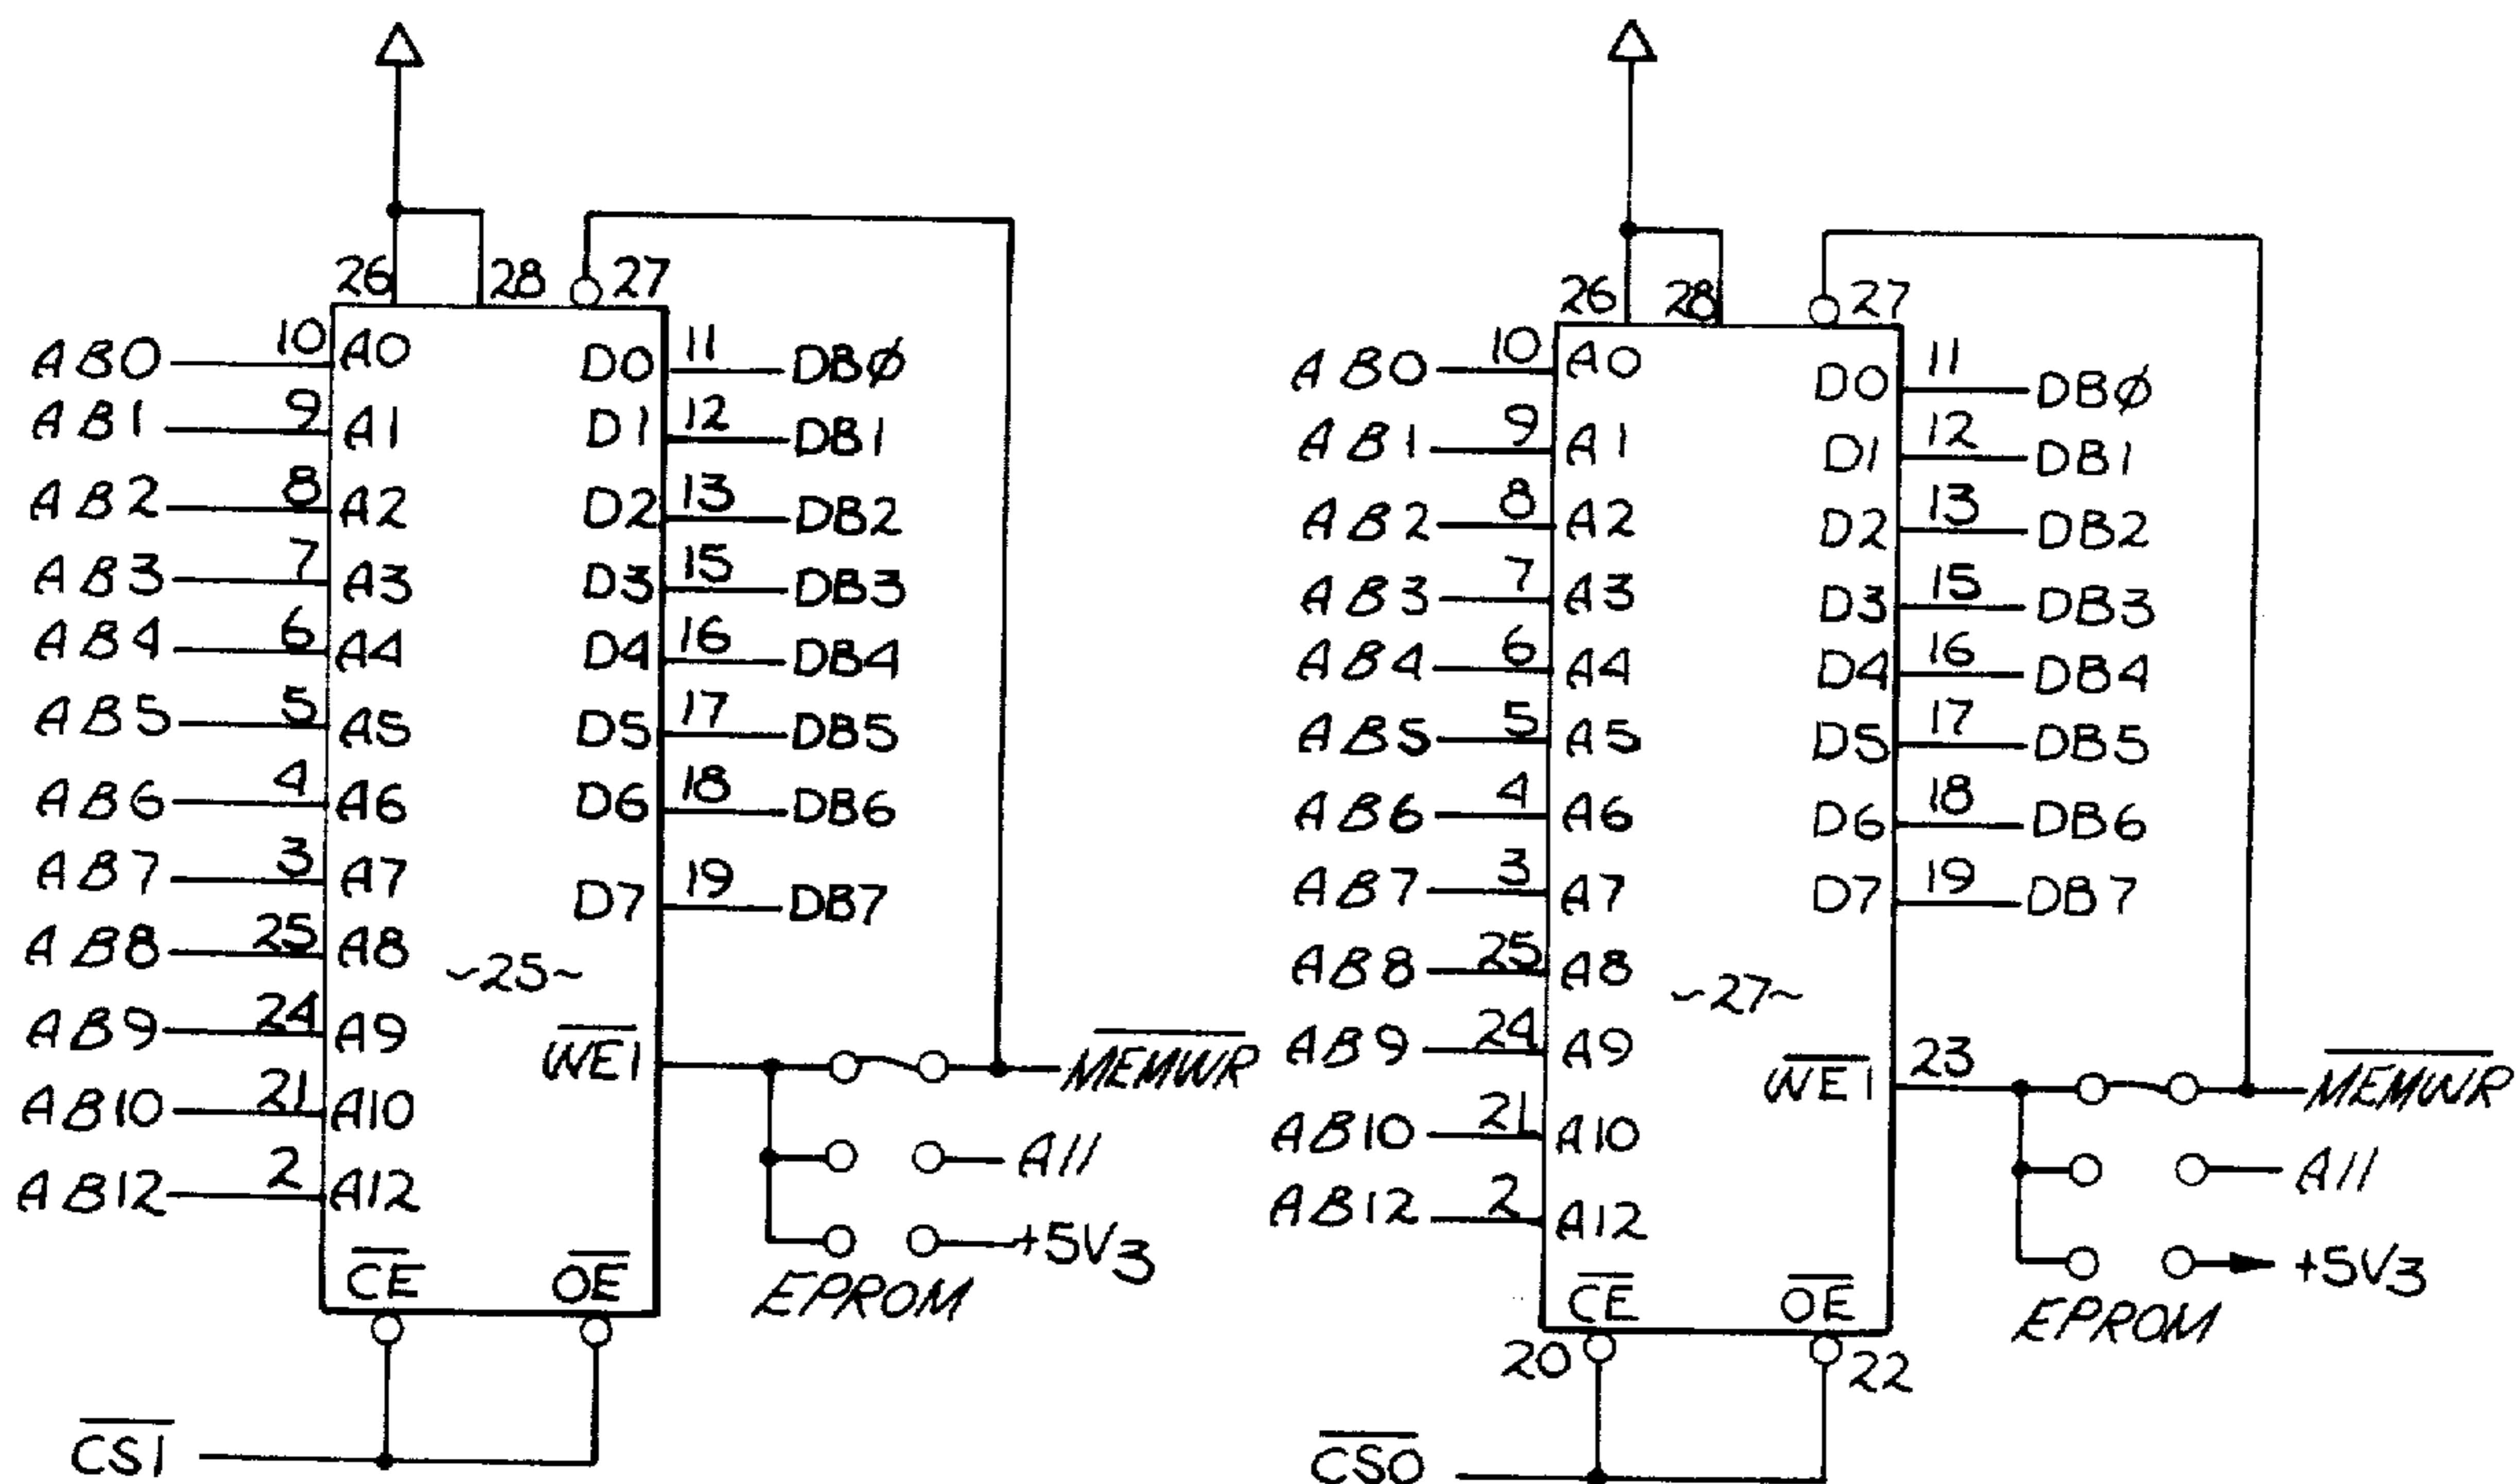 26 28 27
AB0 10 A0 D0 11 DBØ
AB1 9 A1 D1 12 DB1
AB2 8 A2 D2 13 DB2
AB3 7 A3 D3 15 DB3
AB4 6 A4 D4 16 DB4
AB5 5 A5 D5 17 DB5
AB6 4 A6 D6 18 DB6
AB7 3 A7 D7 19 DB7
AB8 25 A8
~25~
AB9 24 A9
WE1 MEMWR
AB10 21 A10
A11
AB12 2 A12
+5V3
EPROM
CE OE
CS1
26 28 27
AB0 10 A0 D0 11 DBØ
AB1 9 A1 D1 12 DB1
AB2 8 A2 D2 13 DB2
AB3 7 A3 D3 15 DB3
AB4 6 A4 D4 16 DB4
AB5 5 A5 D5 17 DB5
AB6 4 A6 D6 18 DB6
AB7 3 A7 D7 19 DB7
AB8 25 A8
~27~
AB9 24 A9
WE1 23 MEMWR
AB10 21 A10
A11
AB12 2 A12
+5V3
EPROM
CE OE
20 22
CS0